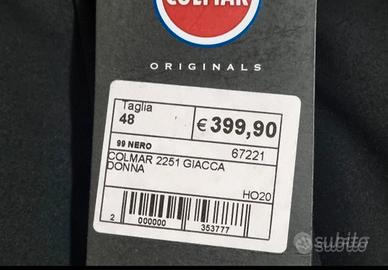 COLMAR
ORIGINALS
Taglia
48
€ 399,90
99 NERO
67221
COLMAR 2251 GIACCA
DONNA
HO20
2 000000 353777
subito